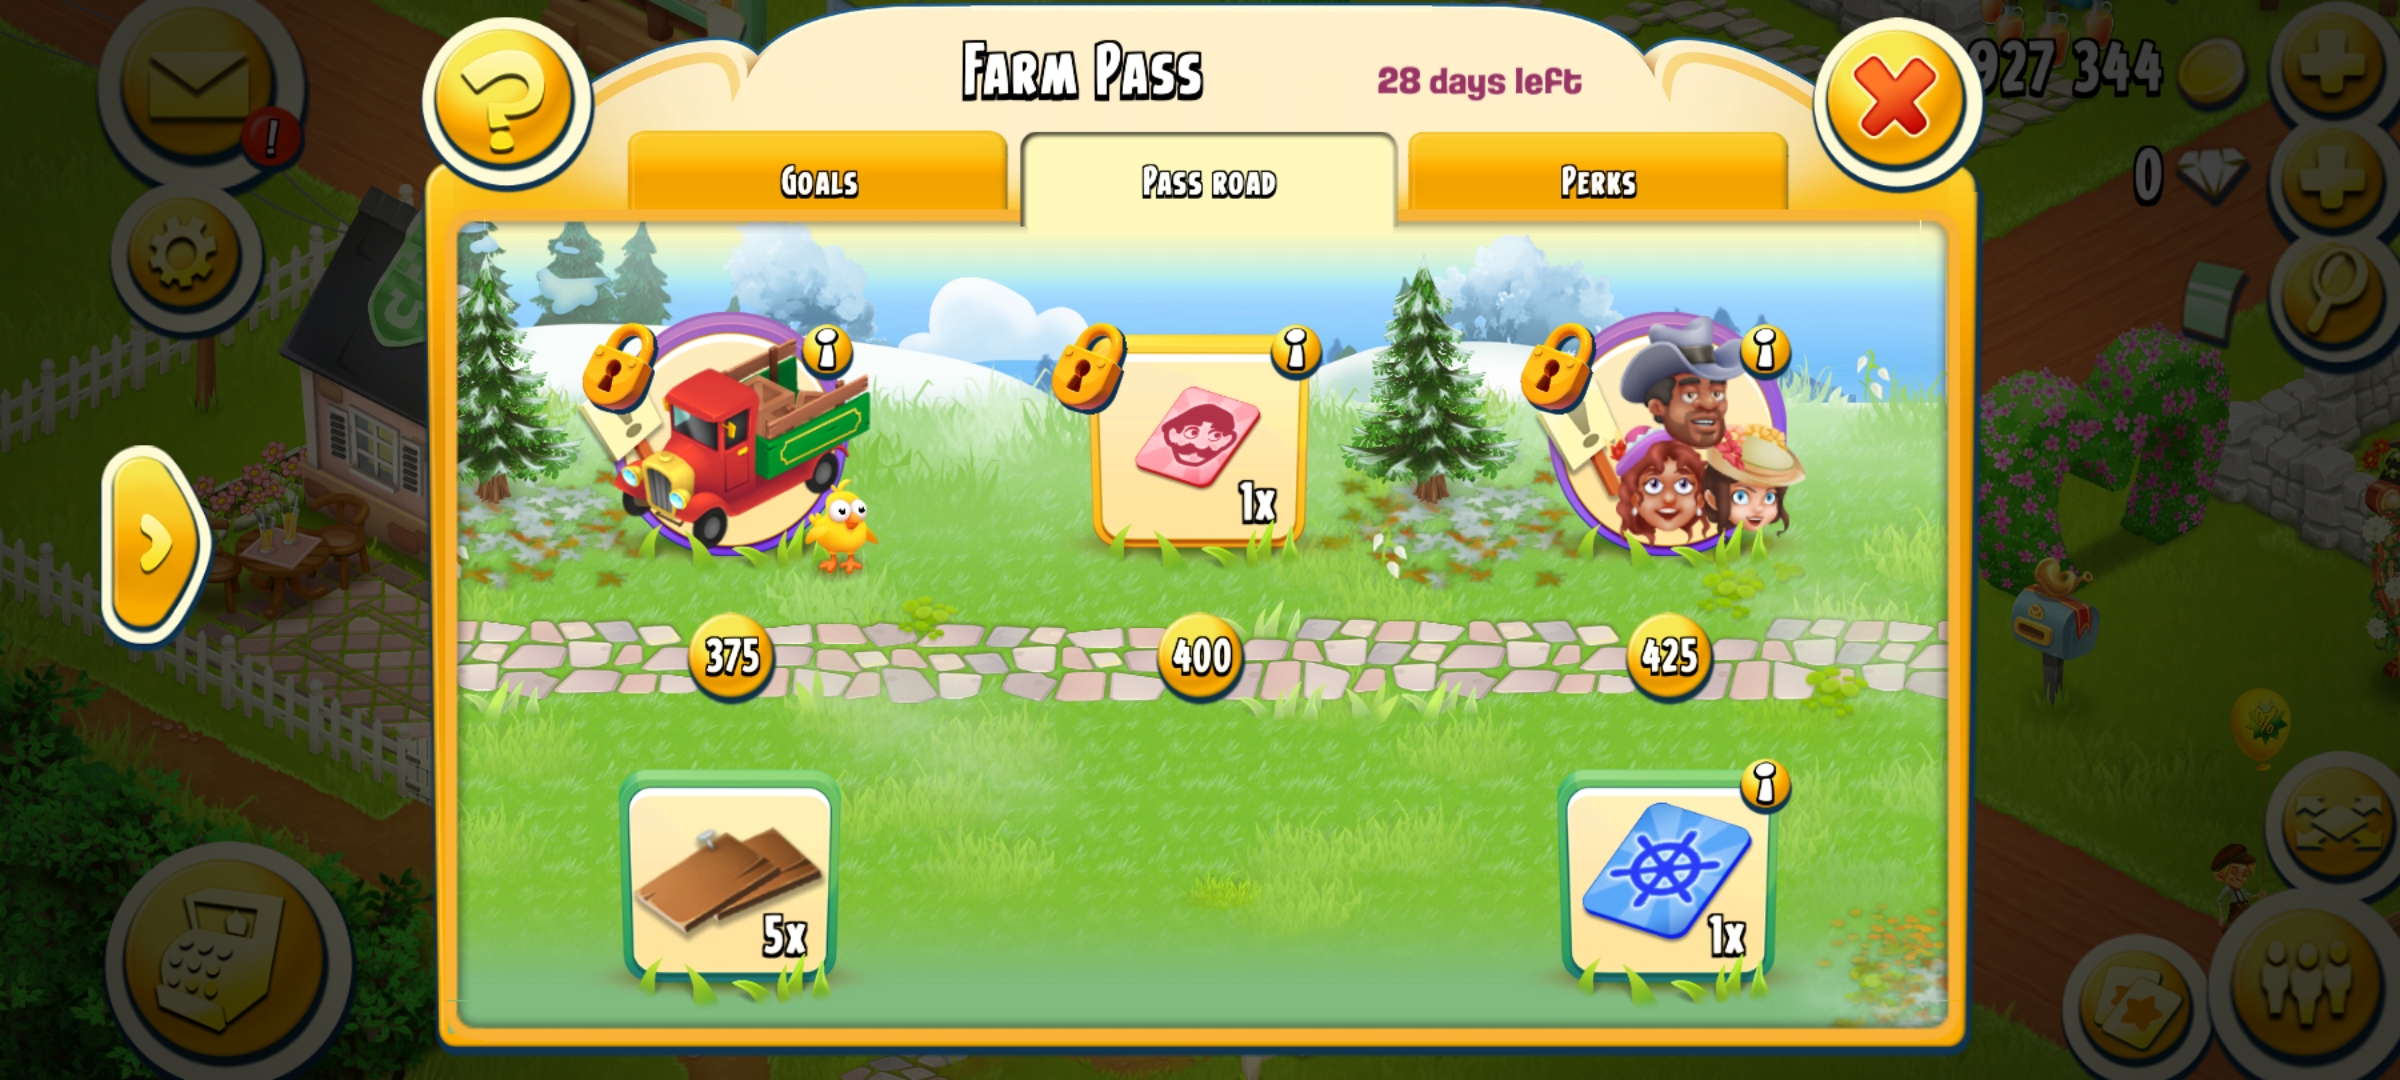 FARM PASS
28 days left
927 344
0
GOALS
PASS ROAD
PERKS
1x
375
400
425
5x
1x